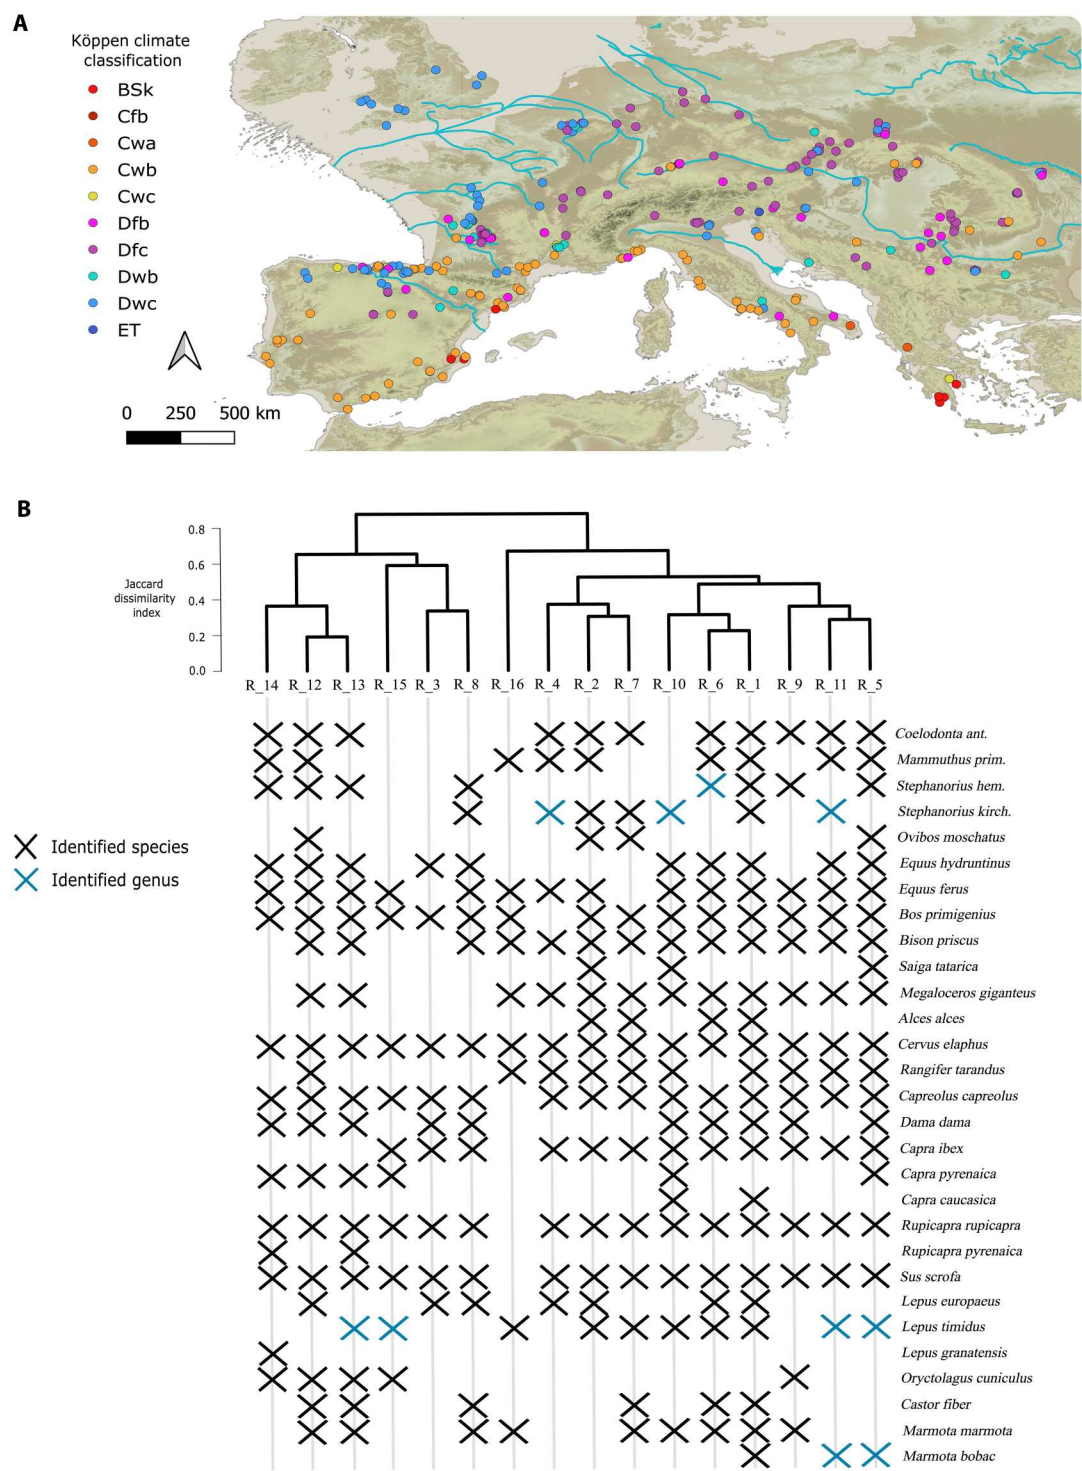 A
Köppen climate
classification
BSk
Cfb
Cwa
Cwb
Cwc
Dfb
Dfc
Dwb
Dwc
ET
0 250 500 km
B
0.8
0.6
0.4
0.2
0.0
Jaccard
dissimilarity
index
R_14 R_12 R_13 R_15 R_3 R_8 R_16 R_4 R_2 R_7 R_10 R_6 R_1 R_9 R_11 R_5
Identified species
Identified genus
Coelodonta ant.
Mammuthus prim.
Stephanorius hem.
Stephanorius kirch.
Ovibos moschatus
Equus hydruntinus
Equus ferus
Bos primigenius
Bison priscus
Saiga tatarica
Megaloceros giganteus
Alces alces
Cervus elaphus
Rangifer tarandus
Capreolus capreolus
Dama dama
Capra ibex
Capra pyrenaica
Capra caucasica
Rupicapra rupicapra
Rupicapra pyrenaica
Sus scrofa
Lepus europaeus
Lepus timidus
Lepus granatensis
Oryctolagus cuniculus
Castor fiber
Marmota marmota
Marmota bobac